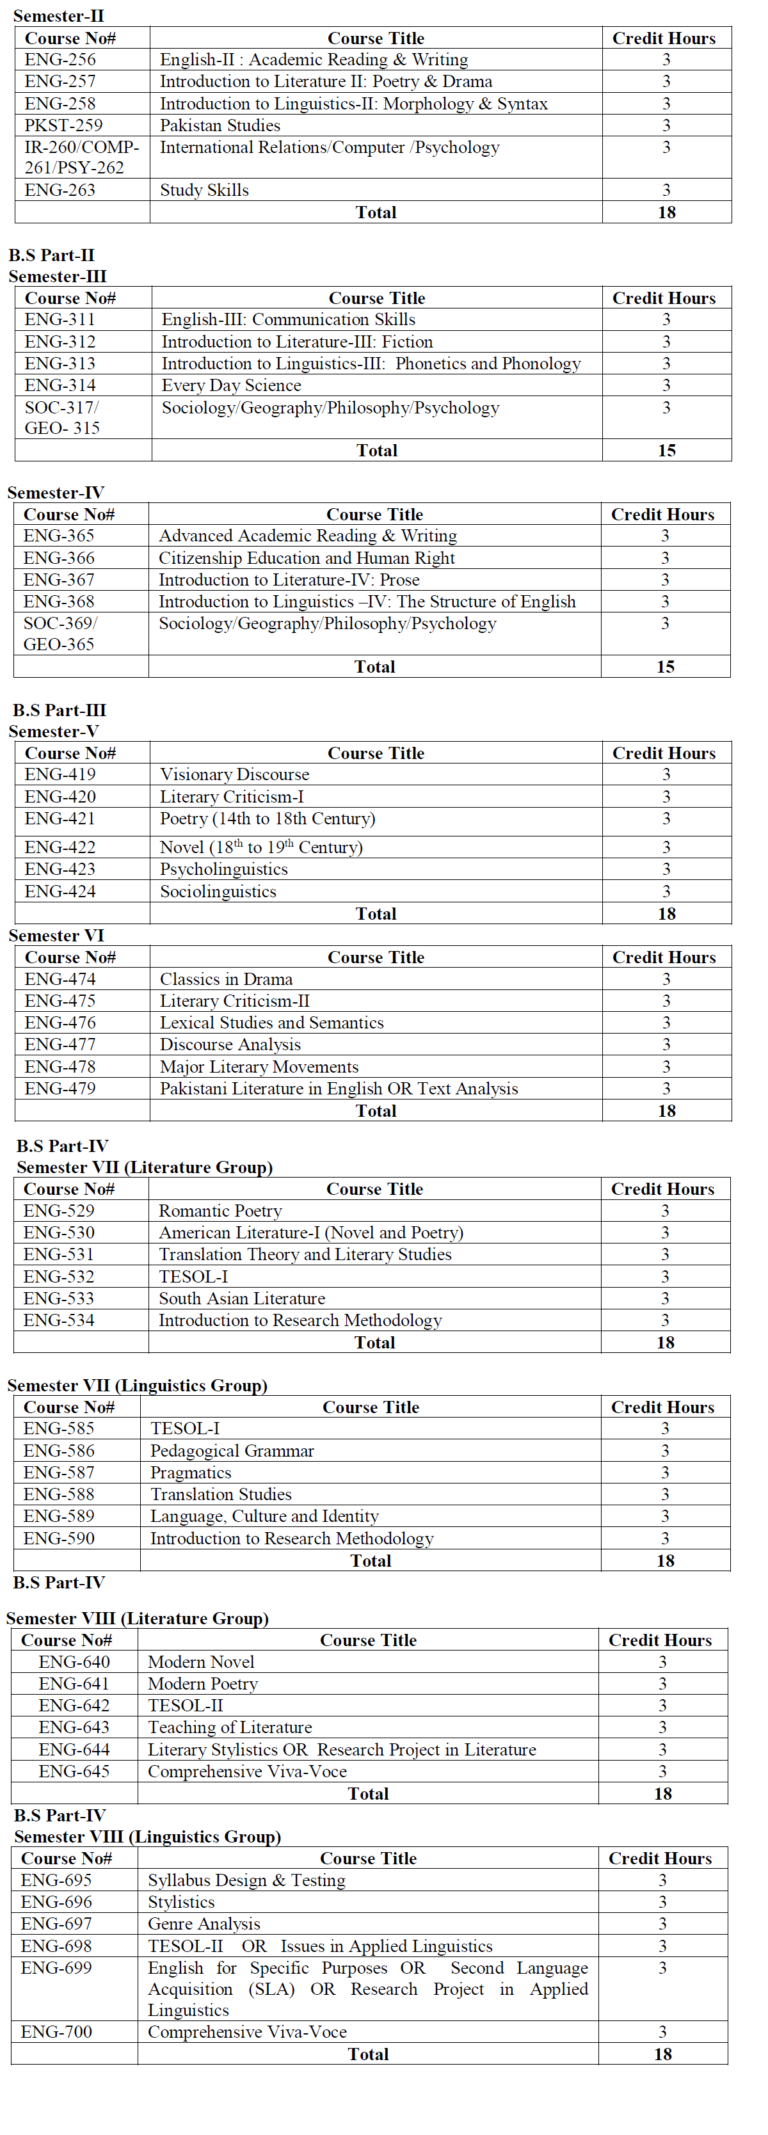 Semester-II
Course No# Course Title Credit Hours
ENG-256 English-II : Academic Reading & Writing 3
ENG-257 Introduction to Literature II: Poetry & Drama 3
ENG-258 Introduction to Linguistics-II: Morphology & Syntax 3
PKST-259 Pakistan Studies 3
IR-260/COMP- International Relations/Computer /Psychology 3
261/PSY-262
ENG-263 Study Skills 3
Total 18
B.S Part-II
Semester-III
Course No# Course Title Credit Hours
ENG-311 English-III: Communication Skills 3
ENG-312 Introduction to Literature-III: Fiction 3
ENG-313 Introduction to Linguistics-III: Phonetics and Phonology 3
ENG-314 Every Day Science 3
SOC-317/ Sociology/Geography/Philosophy/Psychology 3
GEO- 315
Total 15
Semester-IV
Course No# Course Title Credit Hours
ENG-365 Advanced Academic Reading & Writing 3
ENG-366 Citizenship Education and Human Right 3
ENG-367 Introduction to Literature-IV: Prose 3
ENG-368 Introduction to Linguistics –IV: The Structure of English 3
SOC-369/ Sociology/Geography/Philosophy/Psychology 3
GEO-365
Total 15
B.S Part-III
Semester-V
Course No# Course Title Credit Hours
ENG-419 Visionary Discourse 3
ENG-420 Literary Criticism-I 3
ENG-421 Poetry (14th to 18th Century) 3
ENG-422 Novel (18th to 19th Century) 3
ENG-423 Psycholinguistics 3
ENG-424 Sociolinguistics 3
Total 18
Semester VI
Course No# Course Title Credit Hours
ENG-474 Classics in Drama 3
ENG-475 Literary Criticism-II 3
ENG-476 Lexical Studies and Semantics 3
ENG-477 Discourse Analysis 3
ENG-478 Major Literary Movements 3
ENG-479 Pakistani Literature in English OR Text Analysis 3
Total 18
B.S Part-IV
Semester VII (Literature Group)
Course No# Course Title Credit Hours
ENG-529 Romantic Poetry 3
ENG-530 American Literature-I (Novel and Poetry) 3
ENG-531 Translation Theory and Literary Studies 3
ENG-532 TESOL-I 3
ENG-533 South Asian Literature 3
ENG-534 Introduction to Research Methodology 3
Total 18
Semester VII (Linguistics Group)
Course No# Course Title Credit Hours
ENG-585 TESOL-I 3
ENG-586 Pedagogical Grammar 3
ENG-587 Pragmatics 3
ENG-588 Translation Studies 3
ENG-589 Language, Culture and Identity 3
ENG-590 Introduction to Research Methodology 3
Total 18
B.S Part-IV
Semester VIII (Literature Group)
Course No# Course Title Credit Hours
ENG-640 Modern Novel 3
ENG-641 Modern Poetry 3
ENG-642 TESOL-II 3
ENG-643 Teaching of Literature 3
ENG-644 Literary Stylistics OR Research Project in Literature 3
ENG-645 Comprehensive Viva-Voce 3
Total 18
B.S Part-IV
Semester VIII (Linguistics Group)
Course No# Course Title Credit Hours
ENG-695 Syllabus Design & Testing 3
ENG-696 Stylistics 3
ENG-697 Genre Analysis 3
ENG-698 TESOL-II OR Issues in Applied Linguistics 3
ENG-699 English for Specific Purposes OR Second Language 3
Acquisition (SLA) OR Research Project in Applied
Linguistics
ENG-700 Comprehensive Viva-Voce 3
Total 18